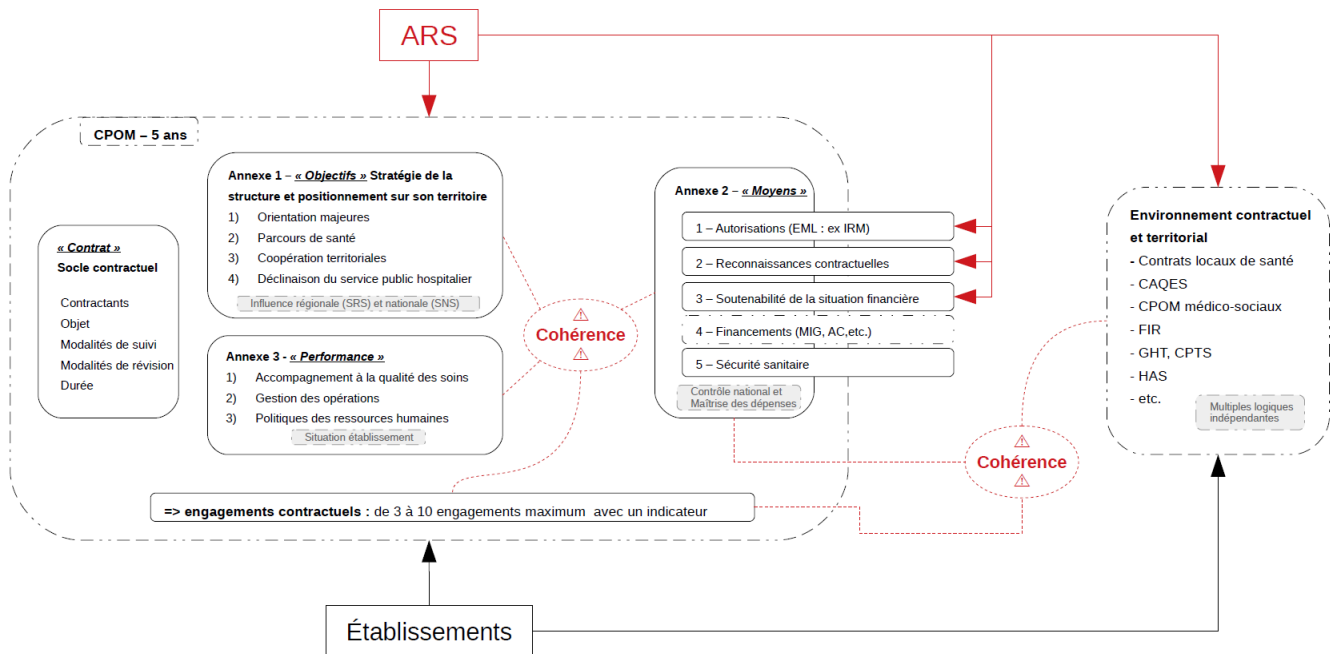 ARS
CPOM – 5 ans
« Contrat »
Socle contractuel
Contractants
Objet
Modalités de suivi
Modalités de révision
Durée
Annexe 1 – « Objectifs » Stratégie de la
structure et positionnement sur son territoire
1) Orientation majeures
2) Parcours de santé
3) Coopération territoriales
4) Déclinaison du service public hospitalier
Influence régionale (SRS) et nationale (SNS)
Annexe 3 - « Performance »
1) Accompagnement à la qualité des soins
2) Gestion des opérations
3) Politiques des ressources humaines
Situation établissement
⚠
Cohérence
⚠
Annexe 2 – « Moyens »
1 – Autorisations (EML : ex IRM)
2 – Reconnaissances contractuelles
3 – Soutenabilité de la situation financière
4 – Financements (MIG, AC,etc.)
5 – Sécurité sanitaire
Contrôle national et
Maîtrise des dépenses
=> engagements contractuels : de 3 à 10 engagements maximum avec un indicateur
⚠
Cohérence
⚠
Environnement contractuel
et territorial
- Contrats locaux de santé
- CAQES
- CPOM médico-sociaux
- FIR
- GHT, CPTS
- HAS
- etc.
Multiples logiques
indépendantes
Établissements